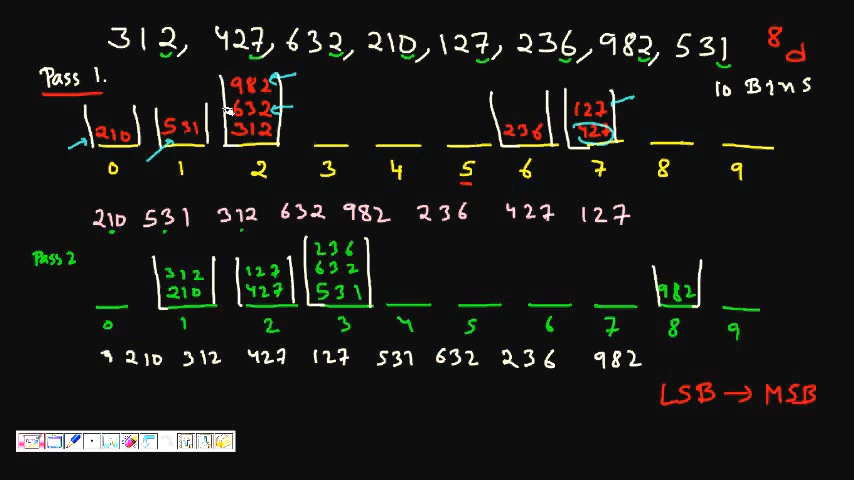 312, 427, 632, 210, 127, 236, 982, 531 8d
Pass 1. 10 Bins
982
632 127
210 531 312 236 427
0 1 2 3 4 5 6 7 8 9
210 531 312 632 982 236 427 127
Pass 2
236
312 127 632
210 427 531 982
0 1 2 3 4 5 6 7 8 9
210 312 427 127 531 632 236 982
LSB → MSB